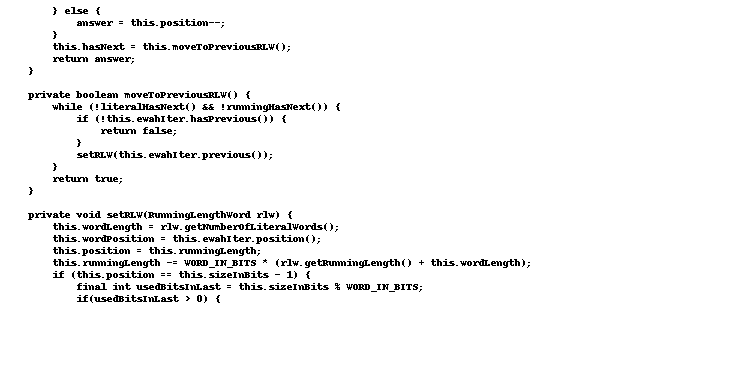 } else {
answer = this.position--;
}
this.hasNext = this.moveToPreviousRLW();
return answer;
}
private boolean moveToPreviousRLW() {
while (!literalHasNext() && !runningHasNext()) {
if (!this.ewahIter.hasPrevious()) {
return false;
}
setRLW(this.ewahIter.previous());
}
return true;
}
private void setRLW(RunningLengthWord rlw) {
this.wordLength = rlw.getNumberOfLiteralWords();
this.wordPosition = this.ewahIter.position();
this.position = this.runningLength;
this.runningLength -= WORD_IN_BITS * (rlw.getRunningLength() + this.wordLength);
if (this.position == this.sizeInBits - 1) {
final int usedBitsInLast = this.sizeInBits % WORD_IN_BITS;
if(usedBitsInLast > 0) {